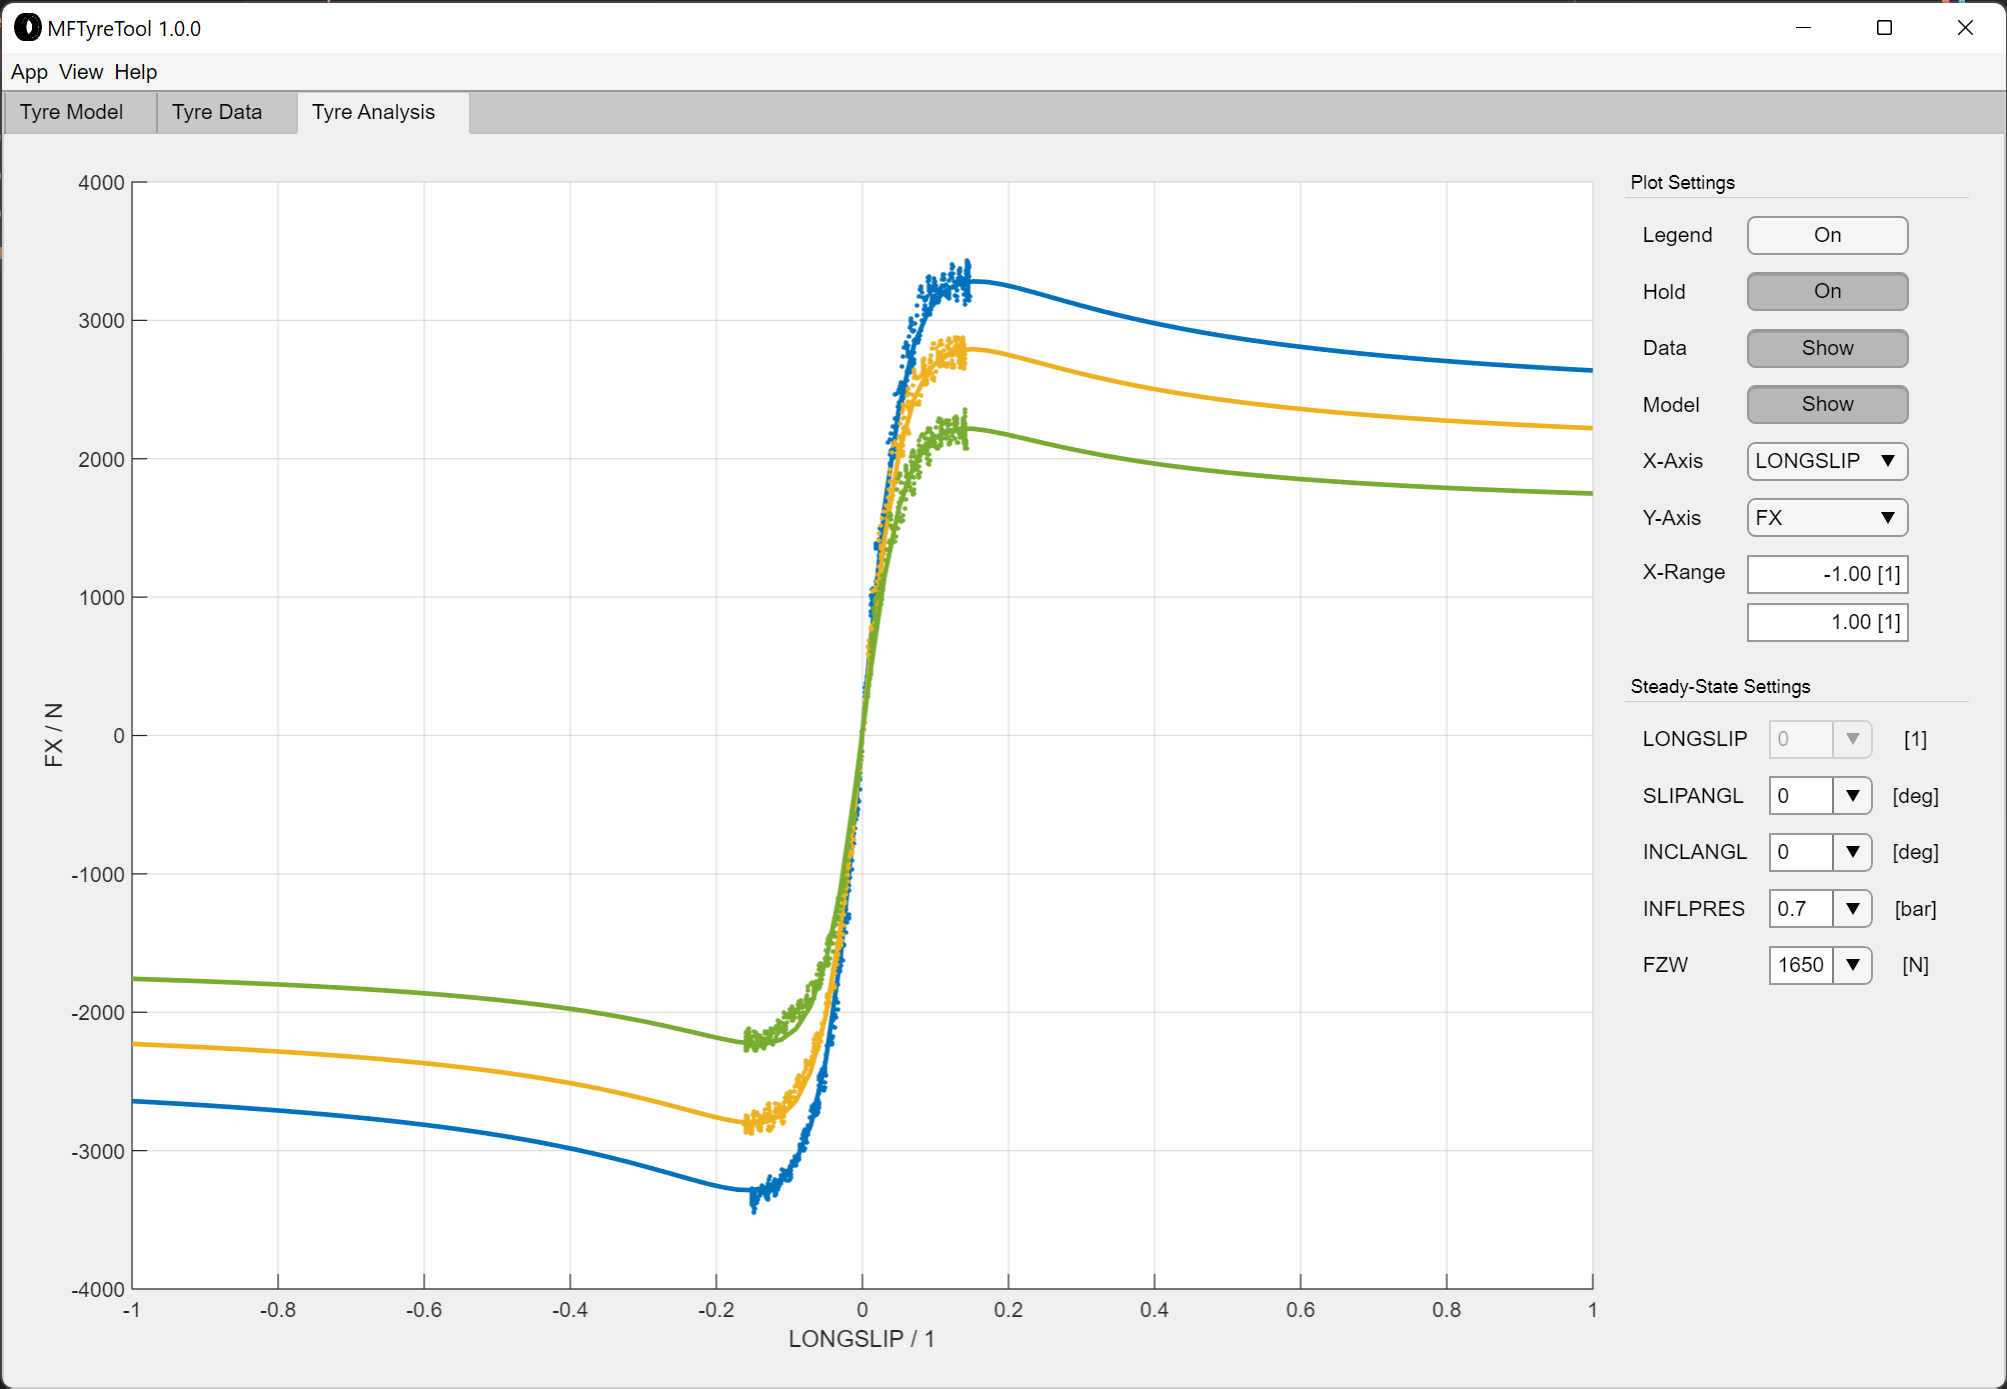 MFTyreTool 1.0.0
App View Help
Tyre Model Tyre Data Tyre Analysis
4000
3000
2000
1000
0
-1000
-2000
-3000
-4000
FX / N
-1 -0.8 -0.6 -0.4 -0.2 0 0.2 0.4 0.6 0.8 1
LONGSLIP / 1
Plot Settings
Legend On
Hold On
Data Show
Model Show
X-Axis LONGSLIP
Y-Axis FX
X-Range -1.00 [1]
1.00 [1]
Steady-State Settings
LONGSLIP 0 [1]
SLIPANGL 0 [deg]
INCLANGL 0 [deg]
INFLPRES 0.7 [bar]
FZW 1650 [N]